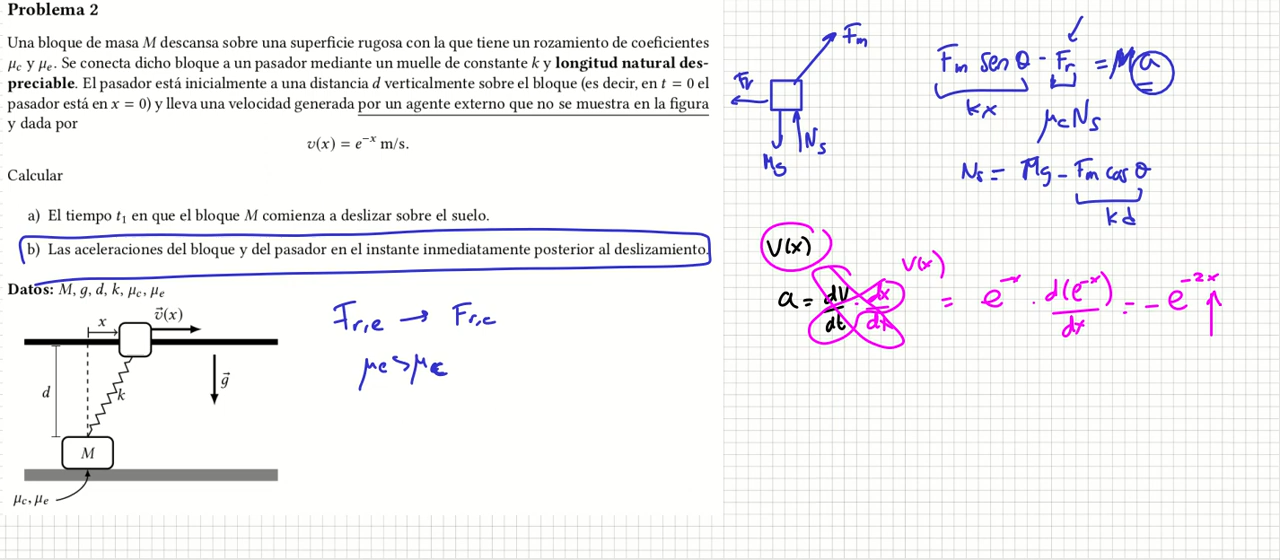 Problema 2
Una bloque de masa M descansa sobre una superficie rugosa con la que tiene un rozamiento de coeficientes
μc y μe. Se conecta dicho bloque a un pasador mediante un muelle de constante k y longitud natural des-
preciable. El pasador está inicialmente a una distancia d verticalmente sobre el bloque (es decir, en t = 0 el
pasador está en x = 0) y lleva una velocidad generada por un agente externo que no se muestra en la figura
y dada por
v(x) = e^{-x} m/s.
Calcular
a) El tiempo t₁ en que el bloque M comienza a deslizar sobre el suelo.
b) Las aceleraciones del bloque y del pasador en el instante inmediatamente posterior al deslizamiento.
Datos: M, g, d, k, μc, μe
x
v⃗(x)
d
k
g⃗
M
μc, μe
Fr,e → Fr,c
μe > μc
Fm
Fr
Mg
Ns
Fm sen θ - Fr = Ma
kx
μcNs
Ns = Mg - Fm cos θ
kd
V(x)
V(x)
a = dv/dt · dx/dx = e^{-x} · d(e^{-x})/dx = -e^{-2x}